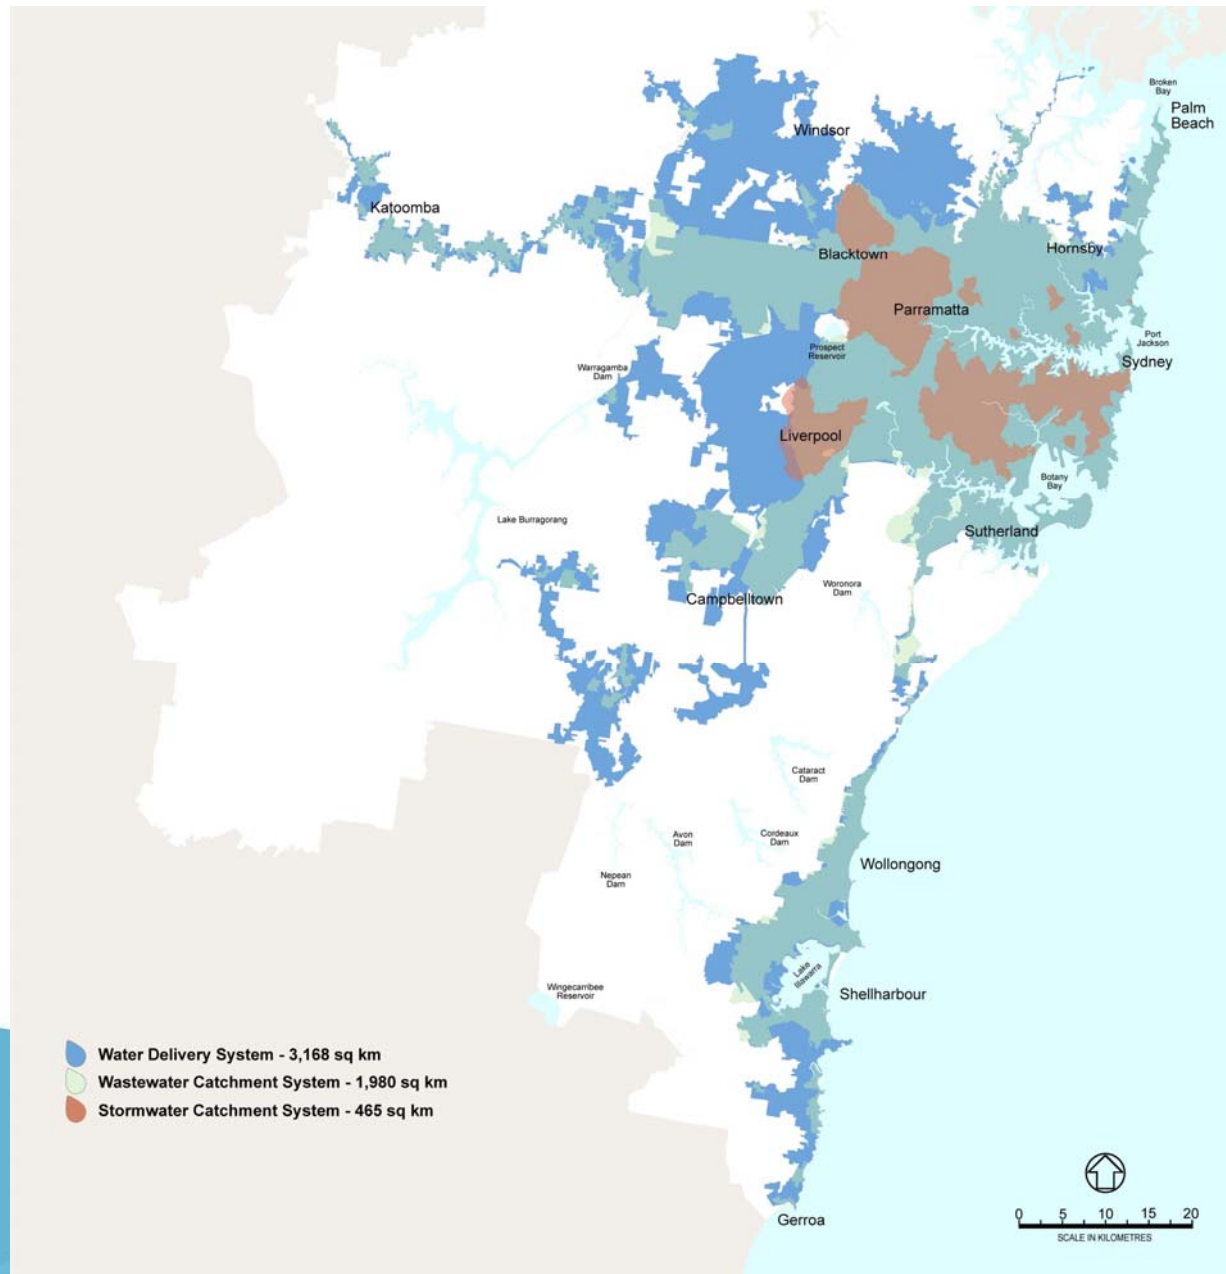 Broken
Bay
Palm
Beach
Windsor
Katoomba
Hornsby
Blacktown
Parramatta
Port
Jackson
Prospect
Reservoir
Sydney
Warragamba
Dam
Liverpool
Botany
Bay
Lake Burragorang
Sutherland
Woronora
Dam
Campbelltown
Cataract
Dam
Avon
Dam
Cordeaux
Dam
Wollongong
Nepean
Dam
Lake
Illawarra
Wingecarribee
Reservoir
Shellharbour
Water Delivery System - 3,168 sq km
Wastewater Catchment System - 1,980 sq km
Stormwater Catchment System - 465 sq km
Gerroa
0 5 10 15 20
SCALE IN KILOMETRES